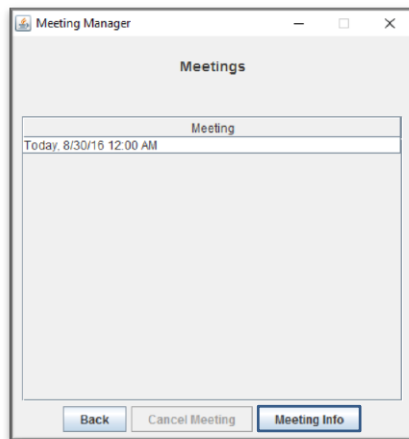 Meeting Manager
Meetings
Meeting
Today, 8/30/16 12:00 AM
Back Cancel Meeting Meeting Info